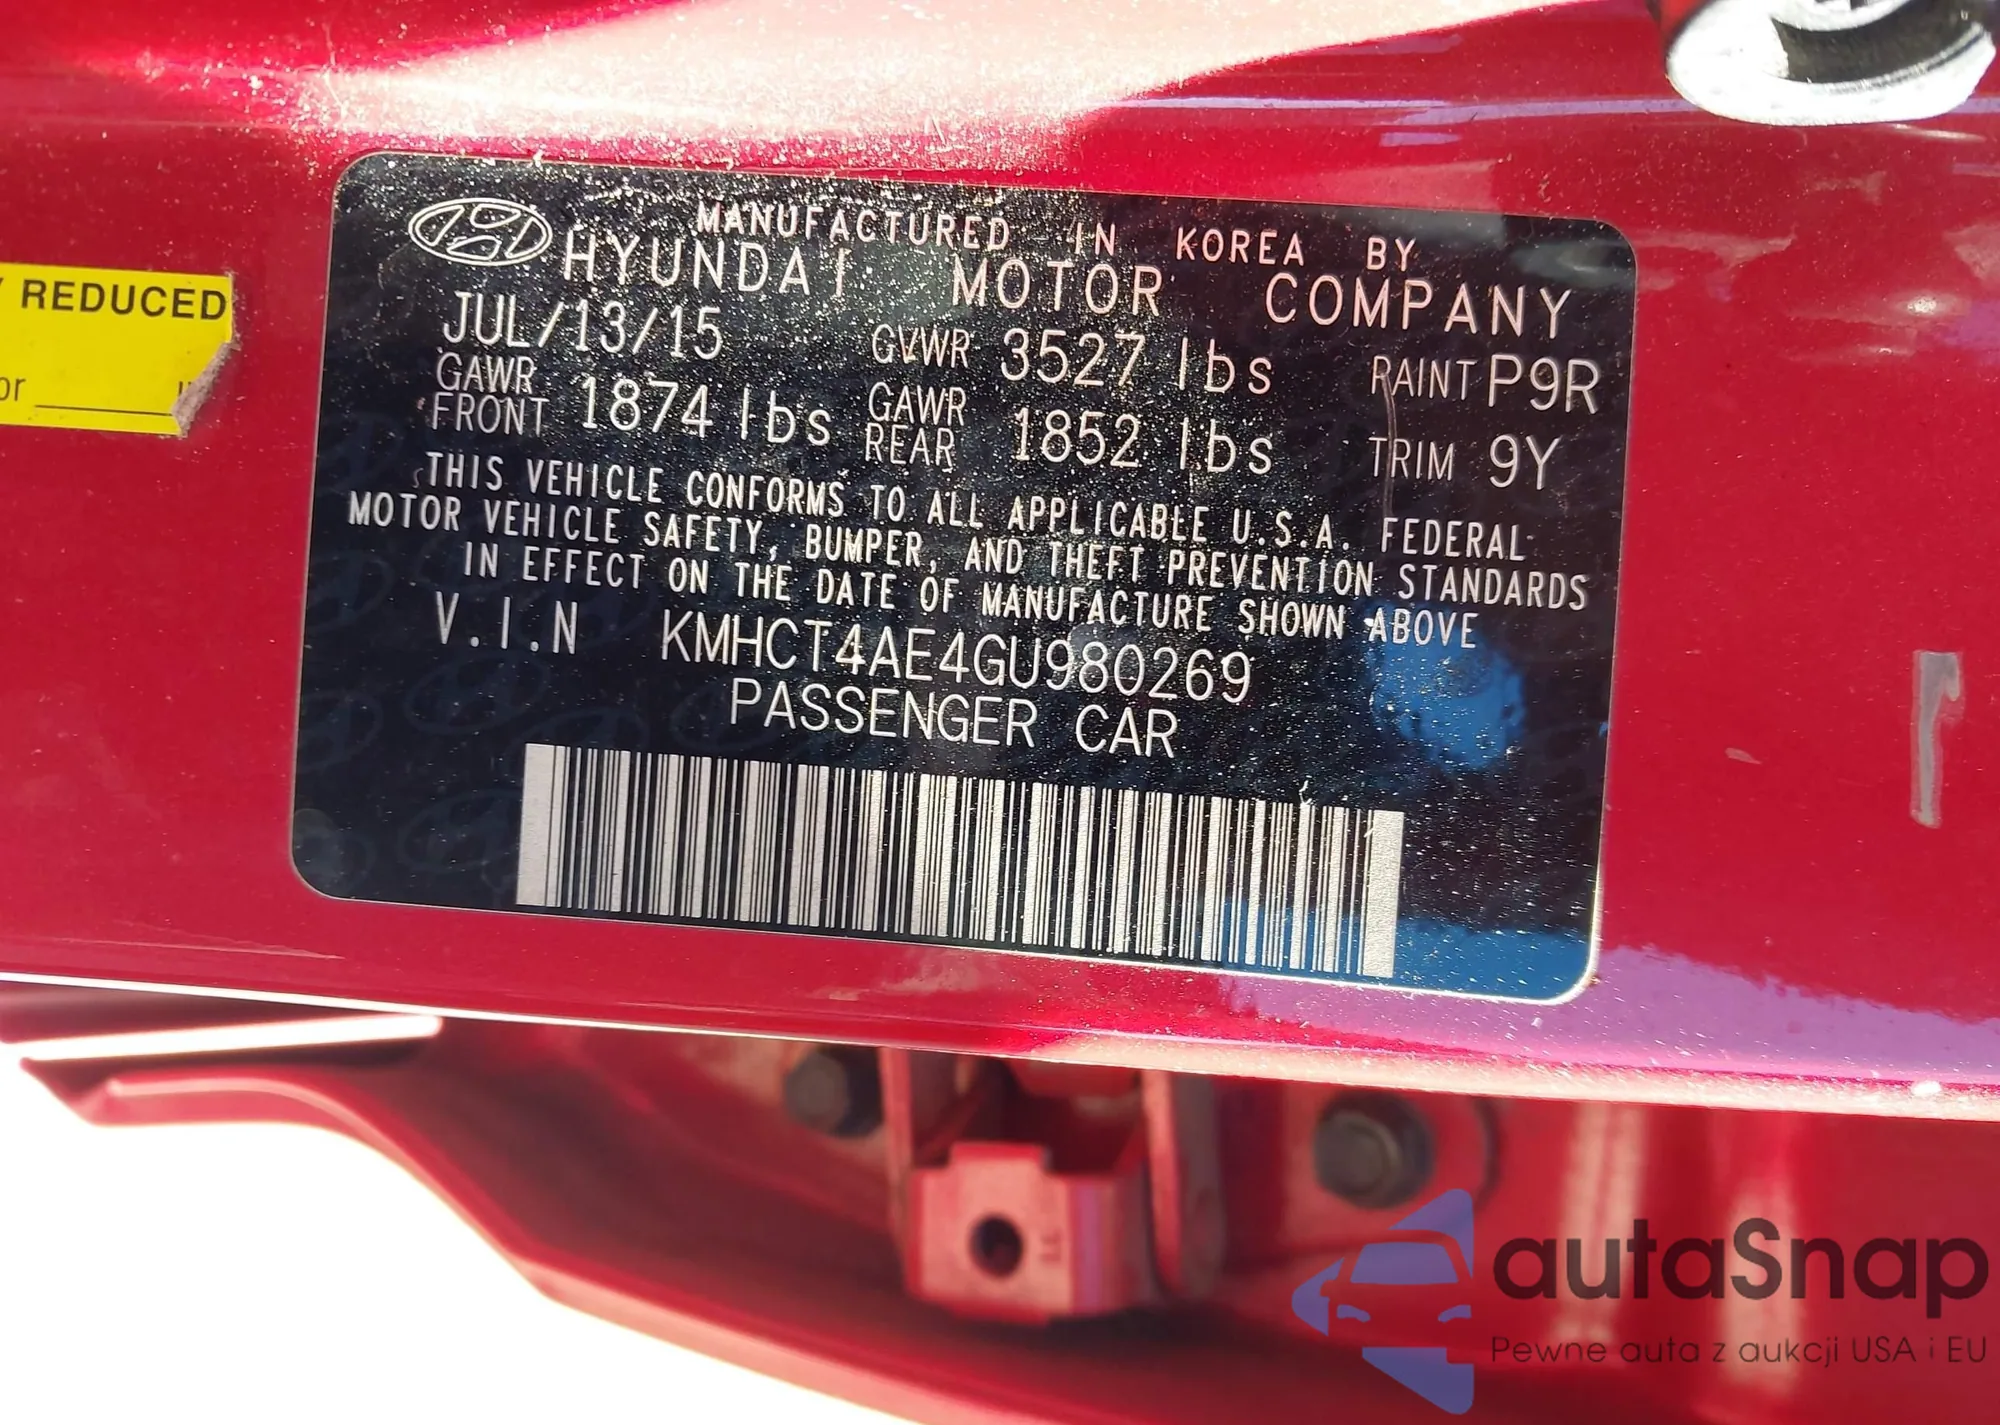 REDUCED
or
MANUFACTURED IN KOREA BY
HYUNDAI MOTOR COMPANY
JUL/13/15 GVWR 3527 lbs PAINT P9R
GAWR FRONT 1874 lbs GAWR REAR 1852 lbs TRIM 9Y
THIS VEHICLE CONFORMS TO ALL APPLICABLE U.S.A. FEDERAL
MOTOR VEHICLE SAFETY, BUMPER, AND THEFT PREVENTION STANDARDS
IN EFFECT ON THE DATE OF MANUFACTURE SHOWN ABOVE
V.I.N KMHCT4AE4GU980269
PASSENGER CAR
autaSnap
Pewne auta z aukcji USA i EU